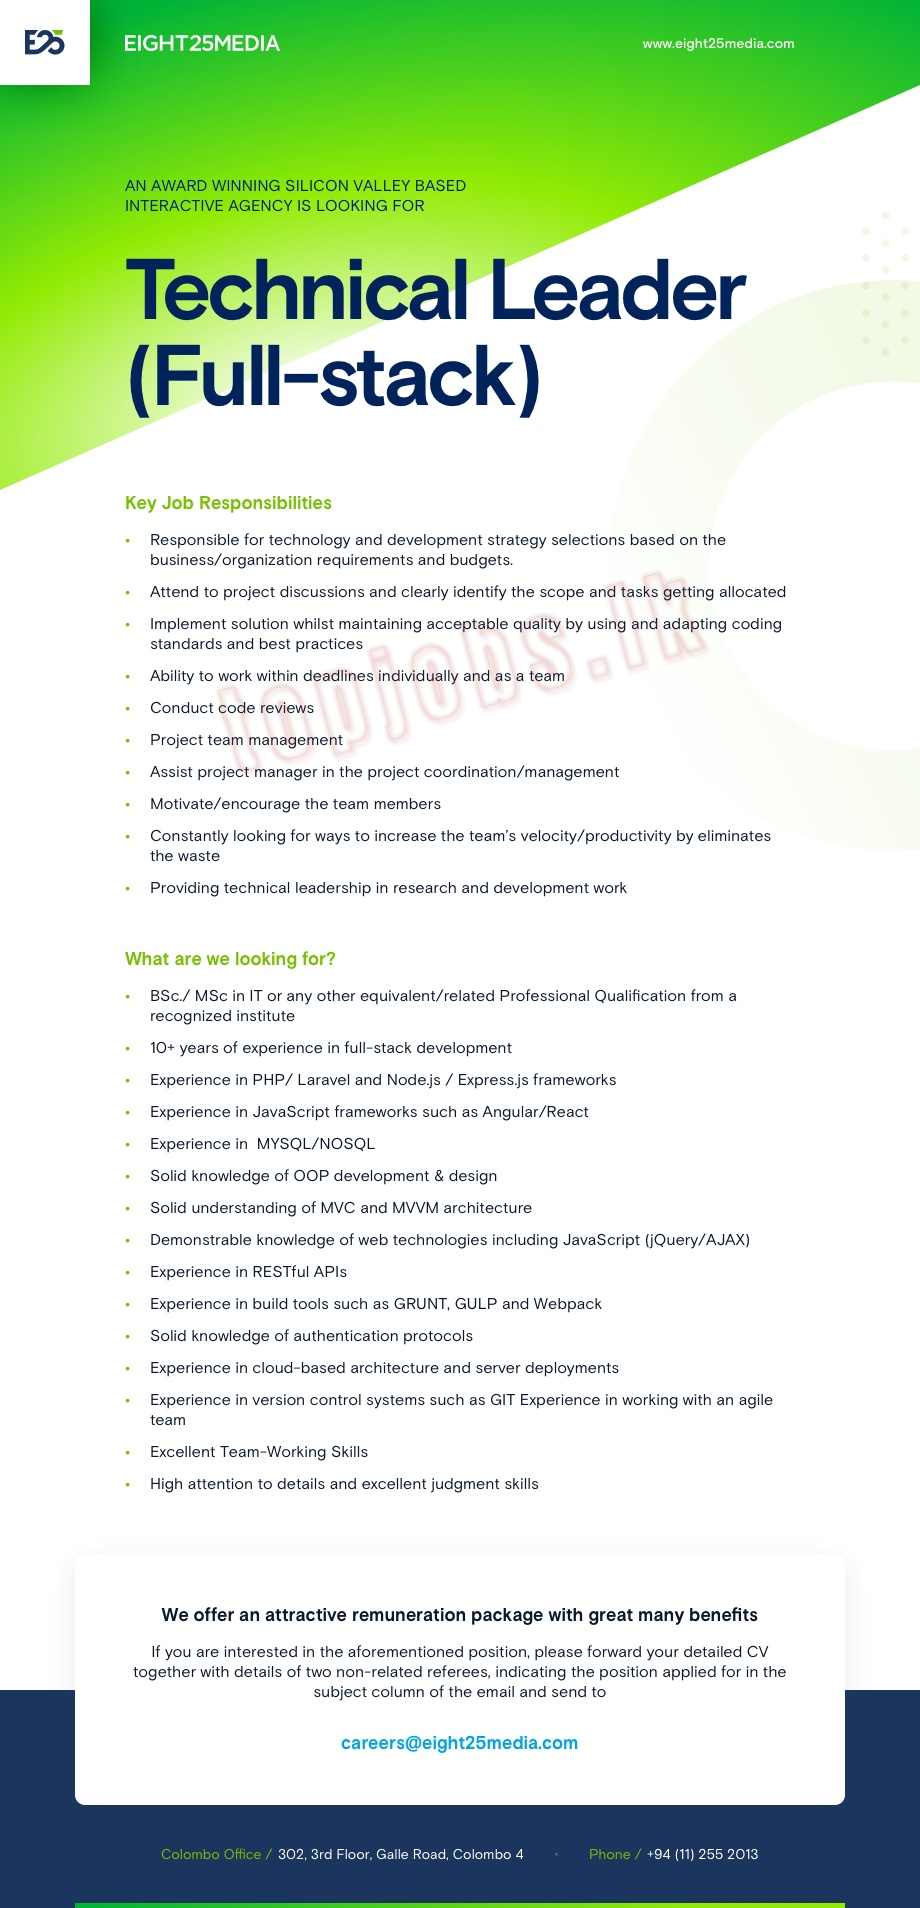 E25
EIGHT25MEDIA
www.eight25media.com
AN AWARD WINNING SILICON VALLEY BASED
INTERACTIVE AGENCY IS LOOKING FOR
Technical Leader
(Full-stack)
Key Job Responsibilities
• Responsible for technology and development strategy selections based on the
business/organization requirements and budgets.
• Attend to project discussions and clearly identify the scope and tasks getting allocated
• Implement solution whilst maintaining acceptable quality by using and adapting coding
standards and best practices
• Ability to work within deadlines individually and as a team
• Conduct code reviews
• Project team management
• Assist project manager in the project coordination/management
• Motivate/encourage the team members
• Constantly looking for ways to increase the team's velocity/productivity by eliminates
the waste
• Providing technical leadership in research and development work
topjobs.lk
What are we looking for?
• BSc./ MSc in IT or any other equivalent/related Professional Qualification from a
recognized institute
• 10+ years of experience in full-stack development
• Experience in PHP/ Laravel and Node.js / Express.js frameworks
• Experience in JavaScript frameworks such as Angular/React
• Experience in  MYSQL/NOSQL
• Solid knowledge of OOP development & design
• Solid understanding of MVC and MVVM architecture
• Demonstrable knowledge of web technologies including JavaScript (jQuery/AJAX)
• Experience in RESTful APIs
• Experience in build tools such as GRUNT, GULP and Webpack
• Solid knowledge of authentication protocols
• Experience in cloud-based architecture and server deployments
• Experience in version control systems such as GIT Experience in working with an agile
team
• Excellent Team-Working Skills
• High attention to details and excellent judgment skills
We offer an attractive remuneration package with great many benefits
If you are interested in the aforementioned position, please forward your detailed CV
together with details of two non-related referees, indicating the position applied for in the
subject column of the email and send to
careers@eight25media.com
Colombo Office / 302, 3rd Floor, Galle Road, Colombo 4 • Phone / +94 (11) 255 2013